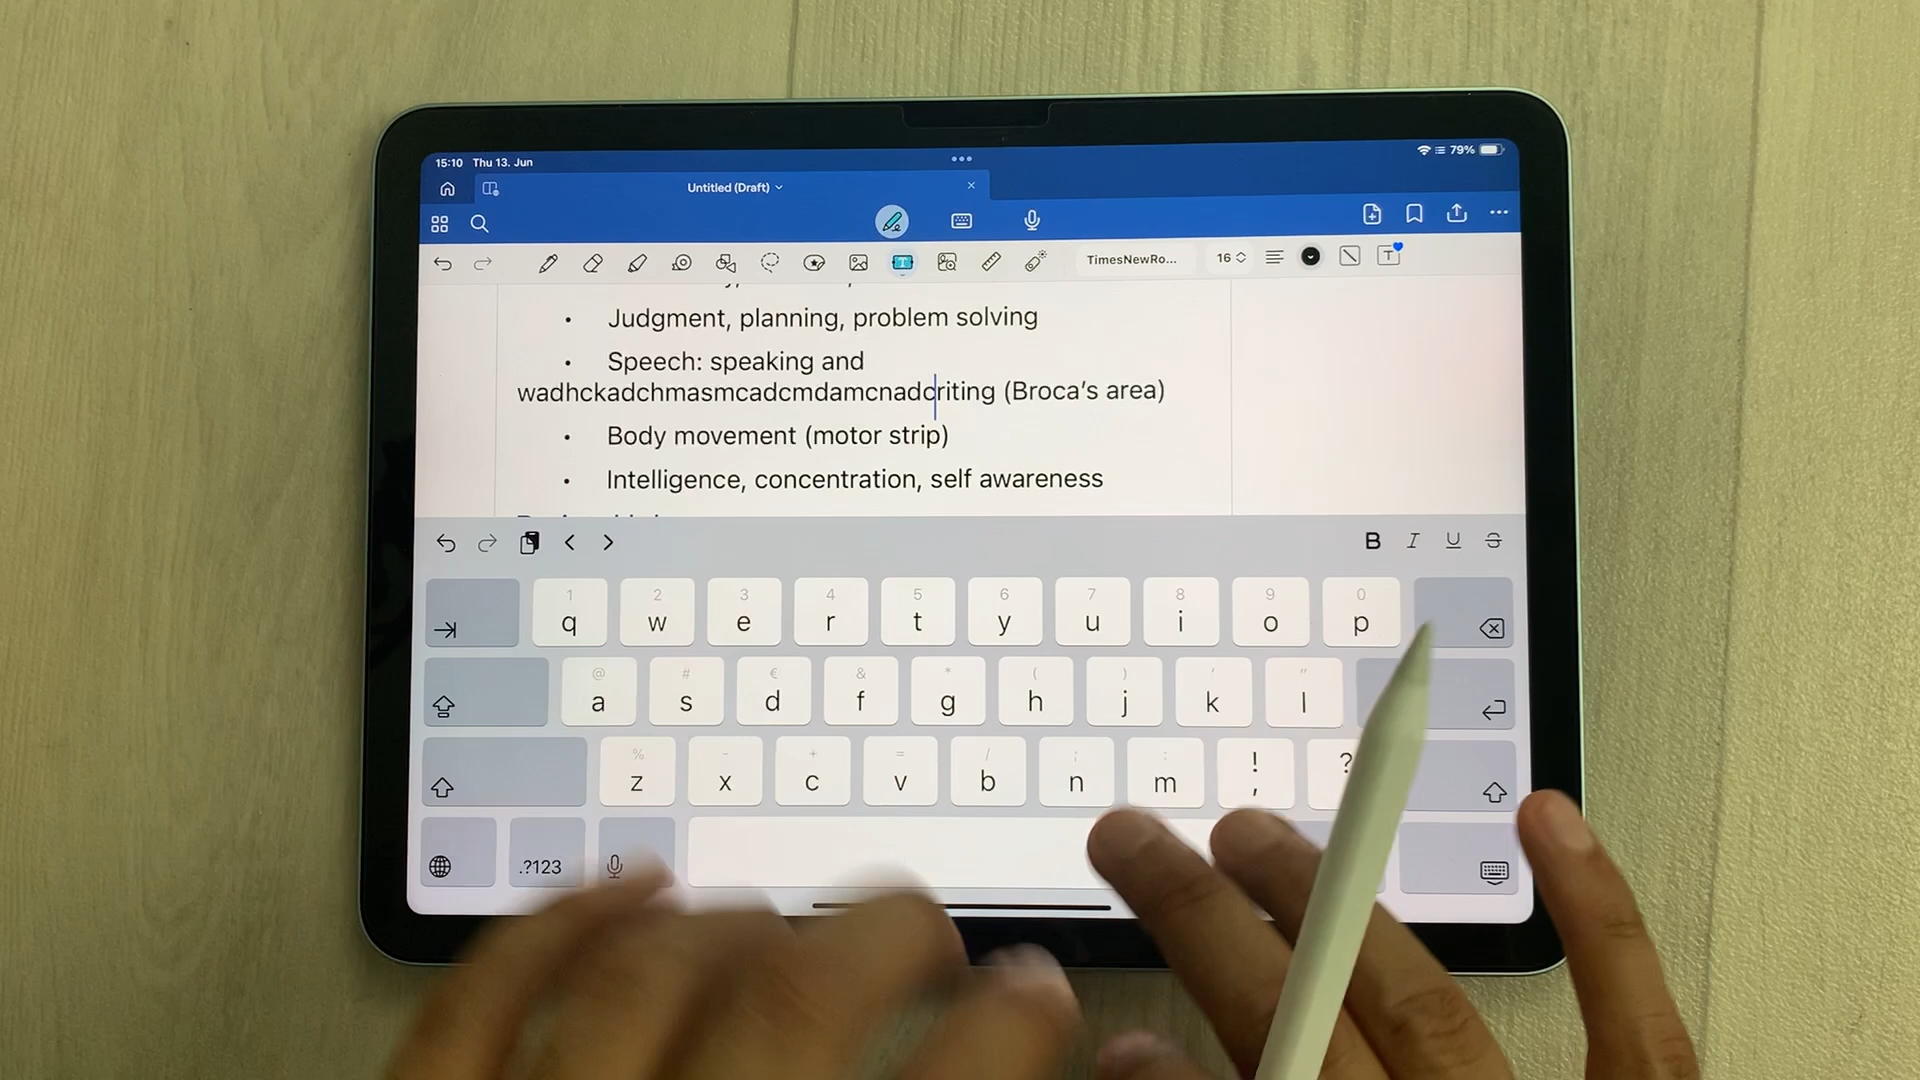 15:10 Thu 13. Jun
79%
Untitled (Draft)
TimesNewRo...
16
• Judgment, planning, problem solving
• Speech: speaking and
wadhckadchmasmcadcmdamcnadcriting (Broca's area)
• Body movement (motor strip)
• Intelligence, concentration, self awareness
B I U S
1 2 3 4 5 6 7 8 9 0
q w e r t y u i o p
@ # € & * ( ) ' "
a s d f g h j k l
% - + = / ; :
z x c v b n m ! , ?
.?123